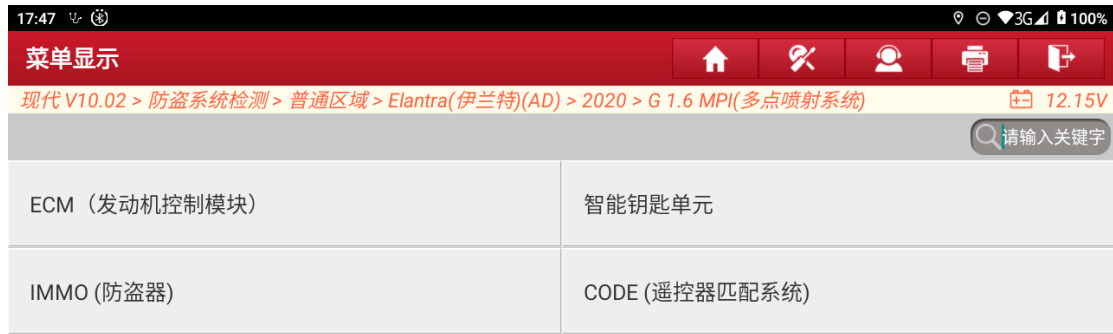 17:47 3G 100%
菜单显示
现代 V10.02 > 防盗系统检测 > 普通区域 > Elantra(伊兰特)(AD) > 2020 > G 1.6 MPI(多点喷射系统) 12.15V
请输入关键字
ECM（发动机控制模块） 智能钥匙单元
IMMO (防盗器) CODE (遥控器匹配系统)